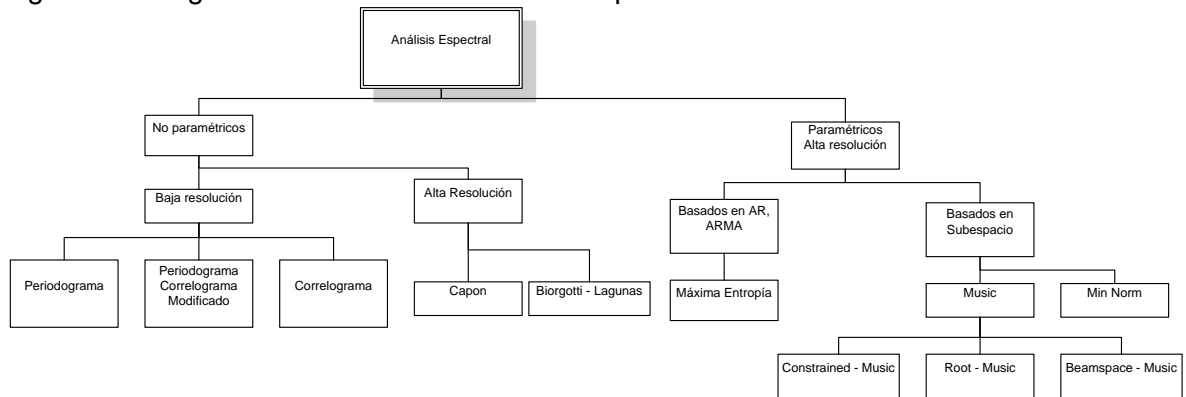 Análisis Espectral
No paramétricos
Paramétricos
Alta resolución
Baja resolución
Alta Resolución
Basados en AR,
ARMA
Basados en
Subespacio
Periodograma
Periodograma
Correlograma
Modificado
Correlograma
Capon
Biorgotti - Lagunas
Máxima Entropía
Music
Min Norm
Constrained - Music
Root - Music
Beamspace - Music